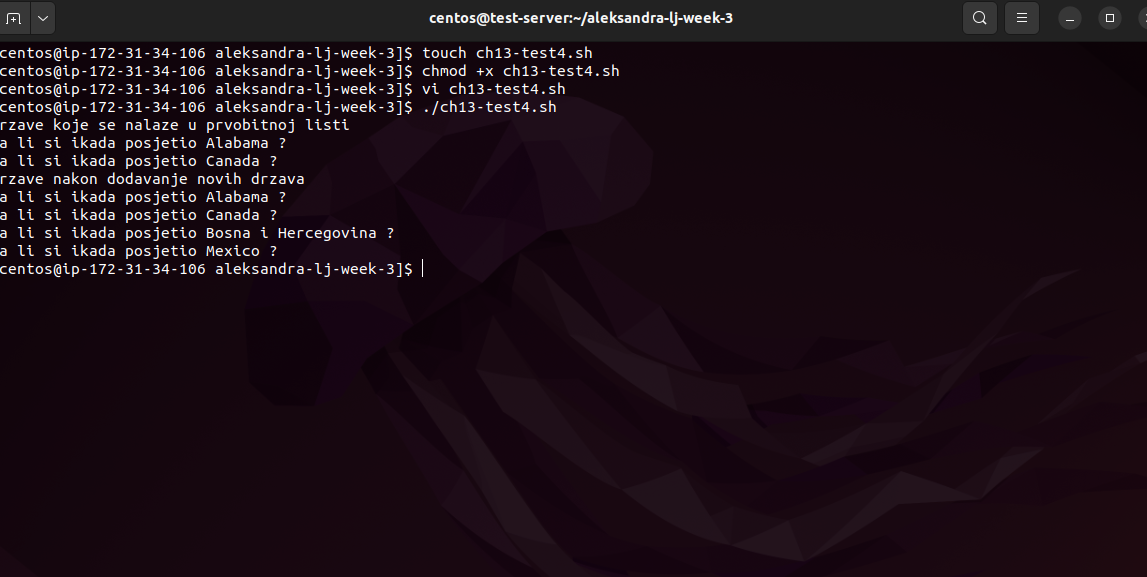 centos@test-server:~/aleksandra-lj-week-3
centos@ip-172-31-34-106 aleksandra-lj-week-3]$ touch ch13-test4.sh
centos@ip-172-31-34-106 aleksandra-lj-week-3]$ chmod +x ch13-test4.sh
centos@ip-172-31-34-106 aleksandra-lj-week-3]$ vi ch13-test4.sh
centos@ip-172-31-34-106 aleksandra-lj-week-3]$ ./ch13-test4.sh
rzave koje se nalaze u prvobitnoj listi
a li si ikada posjetio Alabama ?
a li si ikada posjetio Canada ?
rzave nakon dodavanje novih drzava
a li si ikada posjetio Alabama ?
a li si ikada posjetio Canada ?
a li si ikada posjetio Bosna i Hercegovina ?
a li si ikada posjetio Mexico ?
centos@ip-172-31-34-106 aleksandra-lj-week-3]$